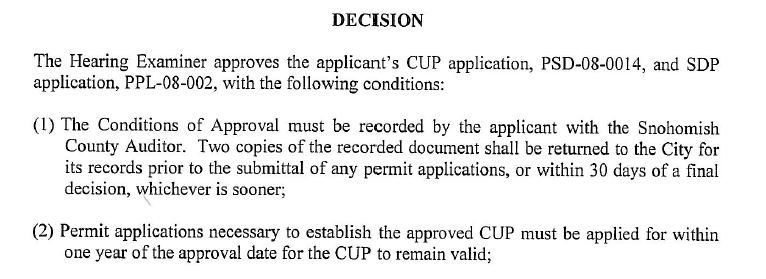 DECISION
The Hearing Examiner approves the applicant's CUP application, PSD-08-0014, and SDP
application, PPL-08-002, with the following conditions:
(1) The Conditions of Approval must be recorded by the applicant with the Snohomish
County Auditor. Two copies of the recorded document shall be returned to the City for
its records prior to the submittal of any permit applications, or within 30 days of a final
decision, whichever is sooner;
(2) Permit applications necessary to establish the approved CUP must be applied for within
one year of the approval date for the CUP to remain valid;